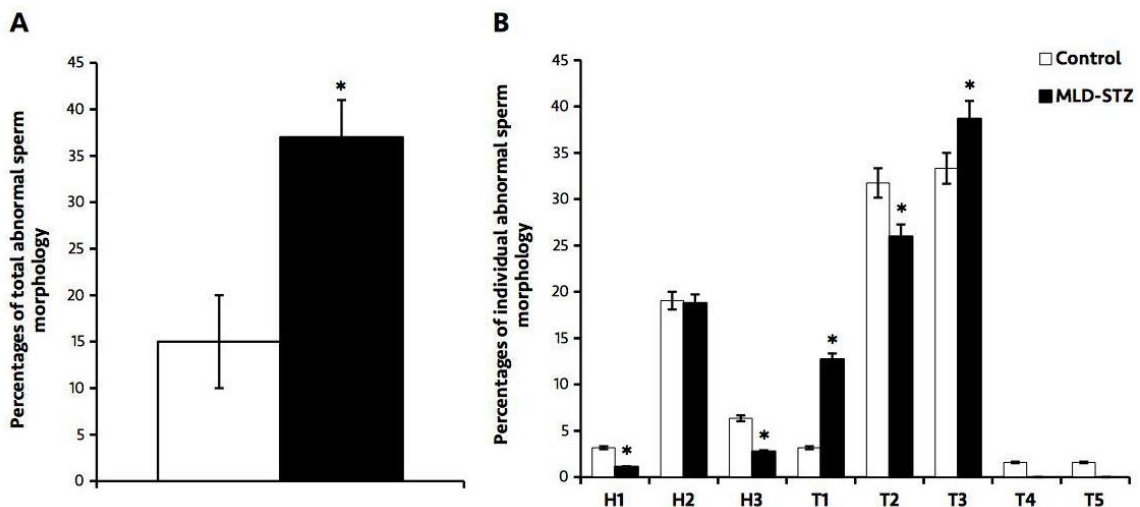 A
Percentages of total abnormal sperm
morphology
45
40
35
30
25
20
15
10
5
0
*
B
Percentages of individual abnormal sperm
morphology
45
40
35
30
25
20
15
10
5
0
Control
MLD-STZ
* * * * *
H1 H2 H3 T1 T2 T3 T4 T5